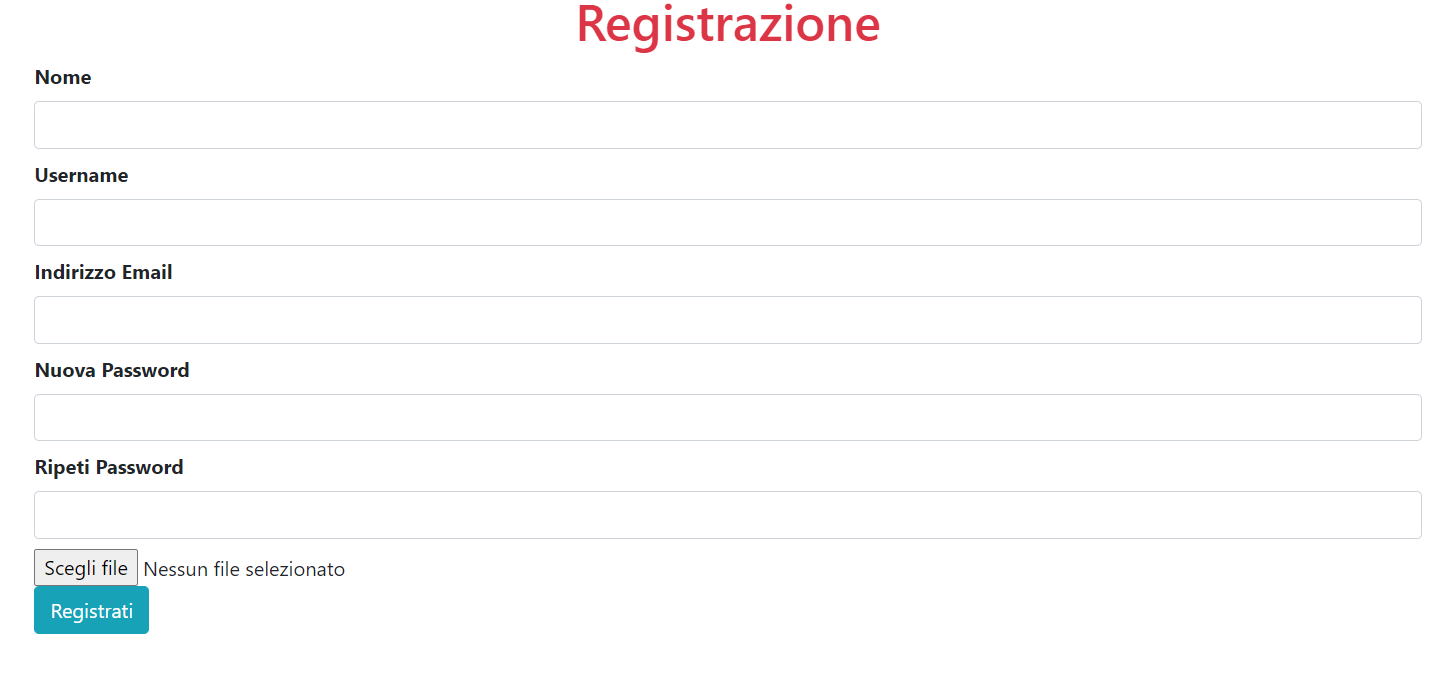 Registrazione
Nome
Username
Indirizzo Email
Nuova Password
Ripeti Password
Scegli file Nessun file selezionato
Registrati